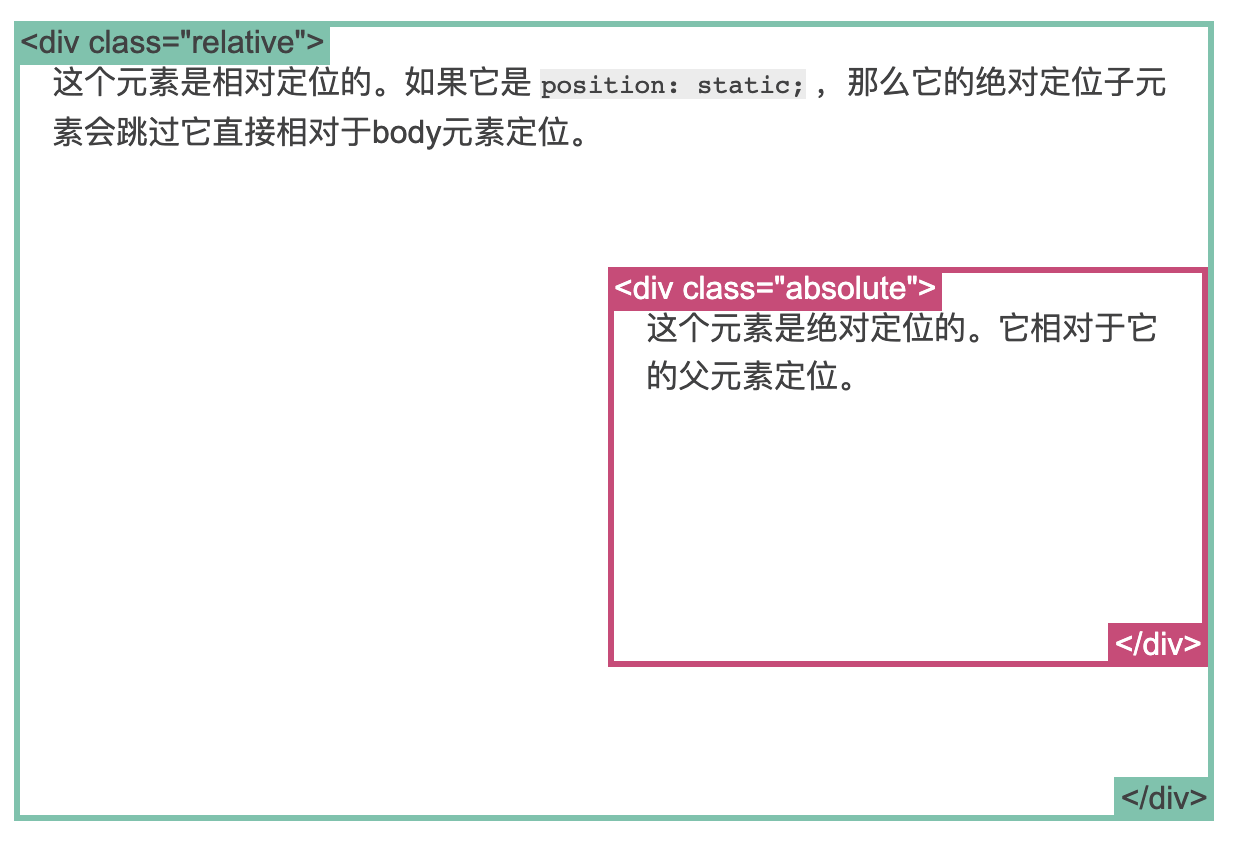 <div class="relative">
这个元素是相对定位的。如果它是 position: static; ，那么它的绝对定位子元
素会跳过它直接相对于body元素定位。
<div class="absolute">
这个元素是绝对定位的。它相对于它
的父元素定位。
</div>
</div>